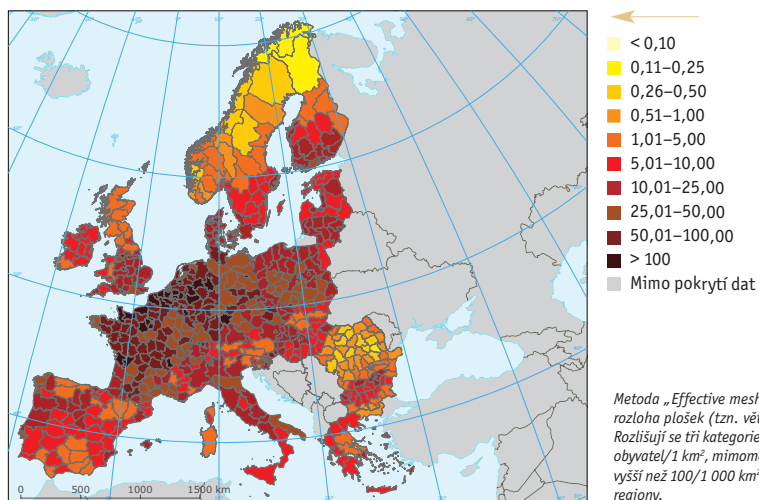 < 0,10
0,11–0,25
0,26–0,50
0,51–1,00
1,01–5,00
5,01–10,00
10,01–25,00
25,01–50,00
50,01–100,00
> 100
Mimo pokrytí dat
0 500 1000 1500 km
Metoda „Effective mesh
rozloha plošek (tzn. vět
Rozlišují se tři kategorie
obyvatel/1 km², mimomě
vyšší než 100/1 000 km²
regiony.